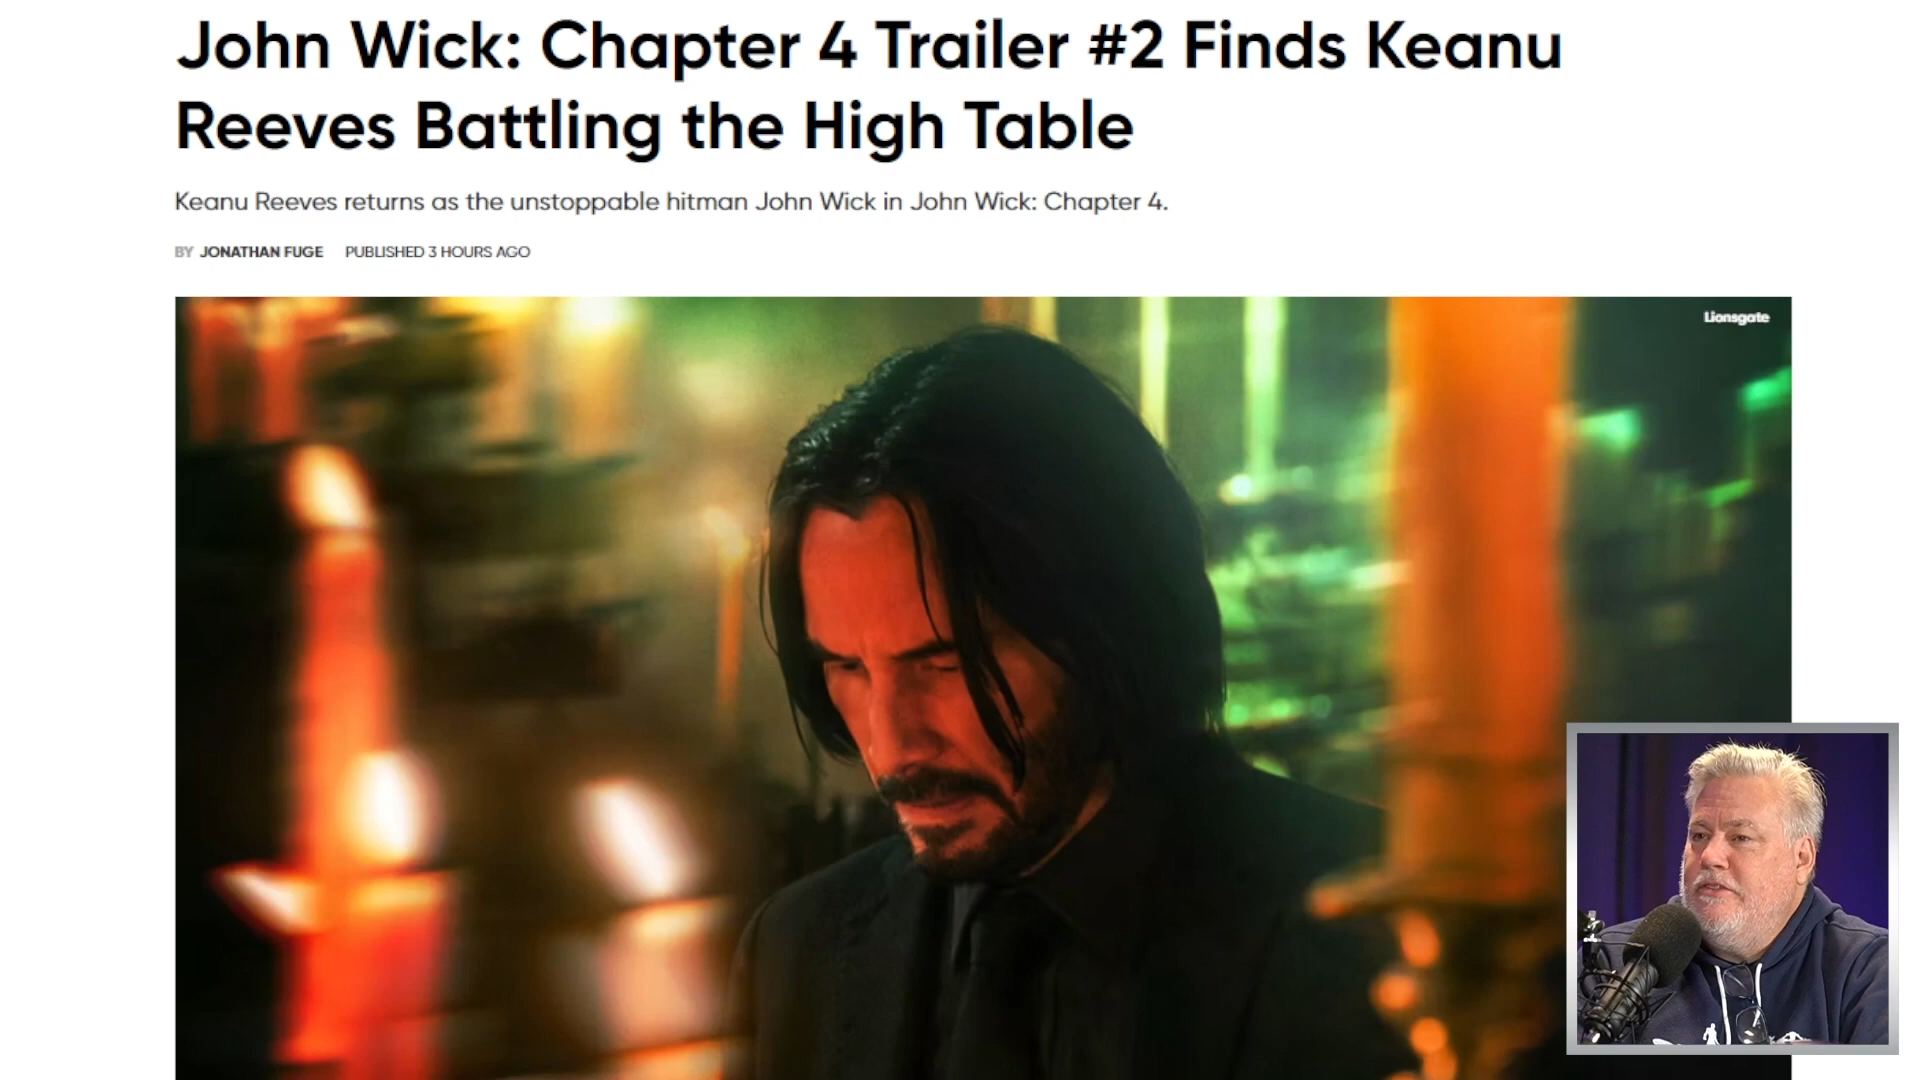 John Wick: Chapter 4 Trailer #2 Finds Keanu
Reeves Battling the High Table
Keanu Reeves returns as the unstoppable hitman John Wick in John Wick: Chapter 4.
BY JONATHAN FUGE PUBLISHED 3 HOURS AGO
Lionsgate